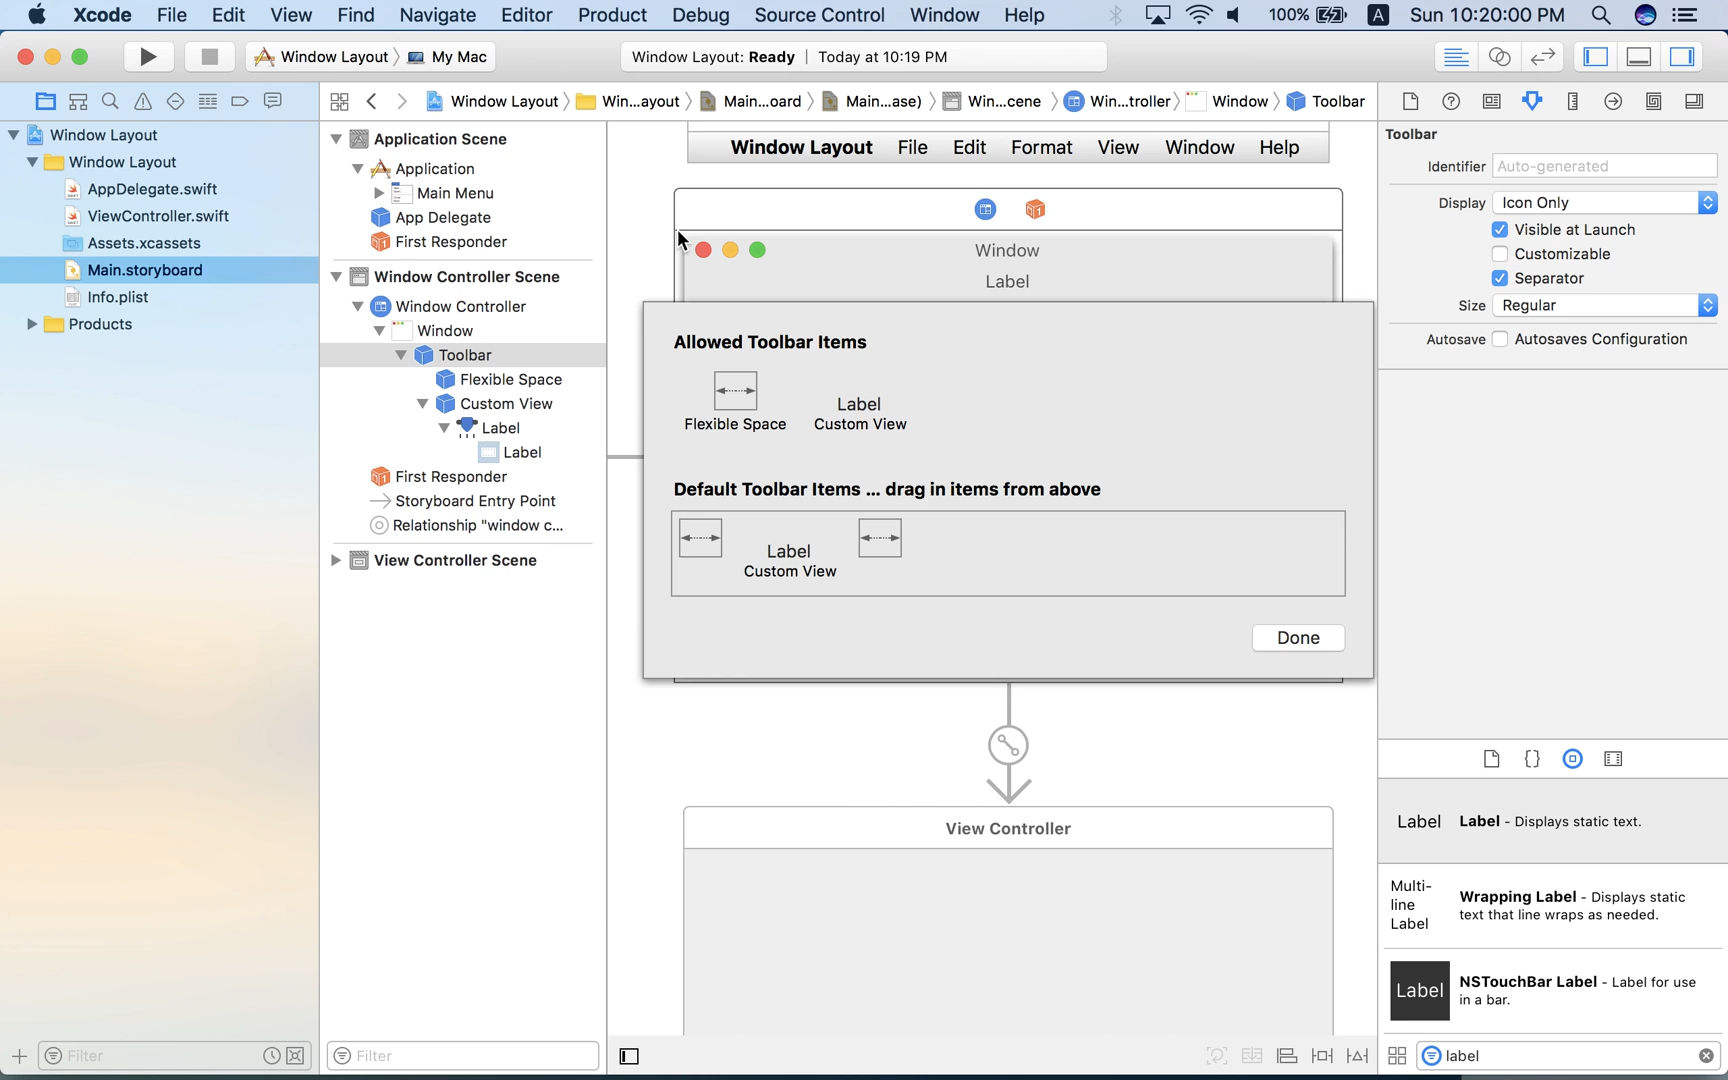 Xcode File Edit View Find Navigate Editor Product Debug Source Control Window Help 100% A Sun 10:20:00 PM
Window Layout My Mac Window Layout: Ready | Today at 10:19 PM
Window Layout Win...ayout Main...oard Main...ase) Win...cene Win...troller Window Toolbar
Window Layout
Window Layout
AppDelegate.swift
ViewController.swift
Assets.xcassets
Main.storyboard
Info.plist
Products
Filter
Application Scene
Application
Main Menu
App Delegate
First Responder
Window Controller Scene
Window Controller
Window
Toolbar
Flexible Space
Custom View
Label
Label
First Responder
Storyboard Entry Point
Relationship "window c...
View Controller Scene
Filter
Window Layout File Edit Format View Window Help
Window
Label
Allowed Toolbar Items
Label
Flexible Space Custom View
Default Toolbar Items ... drag in items from above
Label
Custom View
Done
View Controller
Toolbar
Identifier Auto-generated
Display Icon Only
Visible at Launch
Customizable
Separator
Size Regular
Autosave Autosaves Configuration
Label Label - Displays static text.
Multi-
line
Label
Wrapping Label - Displays static
text that line wraps as needed.
Label
NSTouchBar Label - Label for use
in a bar.
label